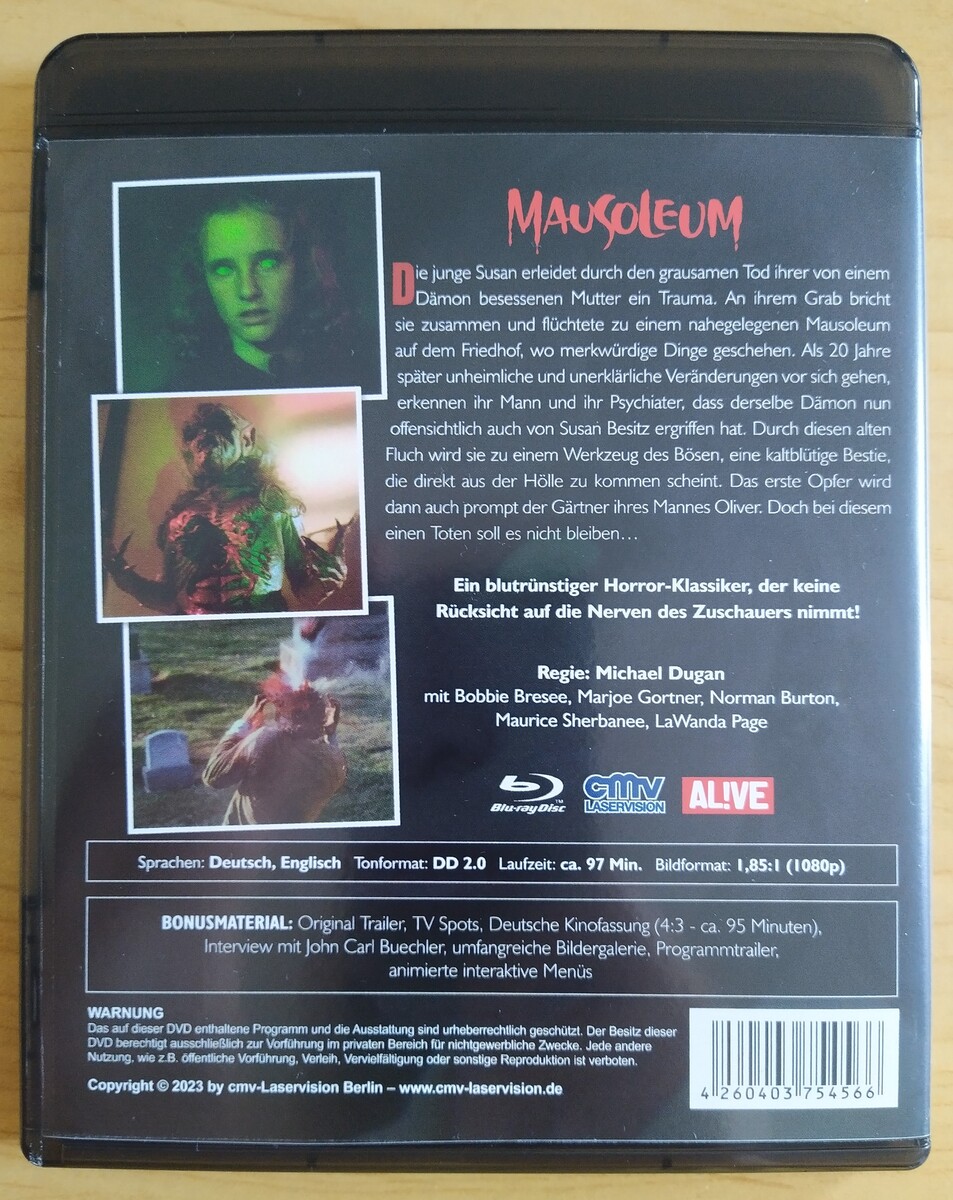 MAUSOLEUM
Die junge Susan erleidet durch den grausamen Tod ihrer von einem
Dämon besessenen Mutter ein Trauma. An ihrem Grab bricht
sie zusammen und flüchtete zu einem nahegelegenen Mausoleum
auf dem Friedhof, wo merkwürdige Dinge geschehen. Als 20 Jahre
später unheimliche und unerklärliche Veränderungen vor sich gehen,
erkennen ihr Mann und ihr Psychiater, dass derselbe Dämon nun
offensichtlich auch von Susan Besitz ergriffen hat. Durch diesen alten
Fluch wird sie zu einem Werkzeug des Bösen, eine kaltblütige Bestie,
die direkt aus der Hölle zu kommen scheint. Das erste Opfer wird
dann auch prompt der Gärtner ihres Mannes Oliver. Doch bei diesem
einen Toten soll es nicht bleiben...
Ein blutrünstiger Horror-Klassiker, der keine
Rücksicht auf die Nerven des Zuschauers nimmt!
Regie: Michael Dugan
mit Bobbie Bresee, Marjoe Gortner, Norman Burton,
Maurice Sherbanee, LaWanda Page
Blu-ray Disc™
cmv
LASERVISION
AL!VE
Sprachen: Deutsch, Englisch Tonformat: DD 2.0 Laufzeit: ca. 97 Min. Bildformat: 1,85:1 (1080p)
BONUSMATERIAL: Original Trailer, TV Spots, Deutsche Kinofassung (4:3 - ca. 95 Minuten),
Interview mit John Carl Buechler, umfangreiche Bildergalerie, Programmtrailer,
animierte interaktive Menüs
WARNUNG
Das auf dieser DVD enthaltene Programm und die Ausstattung sind urheberrechtlich geschützt. Der Besitz dieser
DVD berechtigt ausschließlich zur Vorführung im privaten Bereich für nichtgewerbliche Zwecke. Jede andere
Nutzung, wie z.B. öffentliche Vorführung, Verleih, Vervielfältigung oder sonstige Reproduktion ist verboten.
Copyright © 2023 by cmv-Laservision Berlin – www.cmv-laservision.de
4 260403 754566